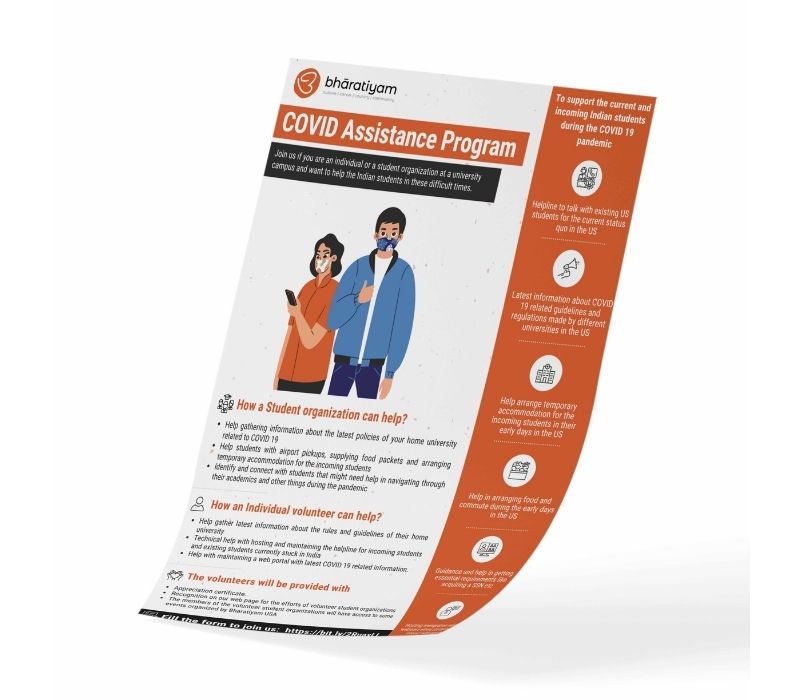 bhāratiyam
culture | career | country | community
COVID Assistance Program
Join us if you are an individual or a student organization at a university
campus and want to help the Indian students in these difficult times.
How a Student organization can help?
• Help gathering information about the latest policies of your home university
related to COVID 19
• Help students with airport pickups, supplying food packets and arranging
temporary accommodation for the incoming students
• Identify and connect with students that might need help in navigating through
their academics and other things during the pandemic
How an Individual volunteer can help?
• Help gather latest information about the rules and guidelines of their home
university
• Technical help with hosting and maintaining the helpline for incoming students
and existing students currently stuck in India
• Help with maintaining a web portal with latest COVID 19 related information.
The volunteers will be provided with
• Appreciation certificate.
• Recognition on our web page for the efforts of volunteer student organizations
• The members of the volunteer student organizations will have access to some
events organized by Bharatiyam USA
Fill the form to join us: https://bit.ly/
To support the current and
incoming Indian students
during the COVID 19
pandemic
Helpline to talk with existing US
students for the current status
quo in the US
Latest information about COVID
19 related guidelines and
regulations made by different
universities in the US
Help arrange temporary
accommodation for the
incoming students in their
early days in the US
Help in arranging food and
commute during the early days
in the US
Guidance and help in getting
essential requirements like
acquiring a SSN etc